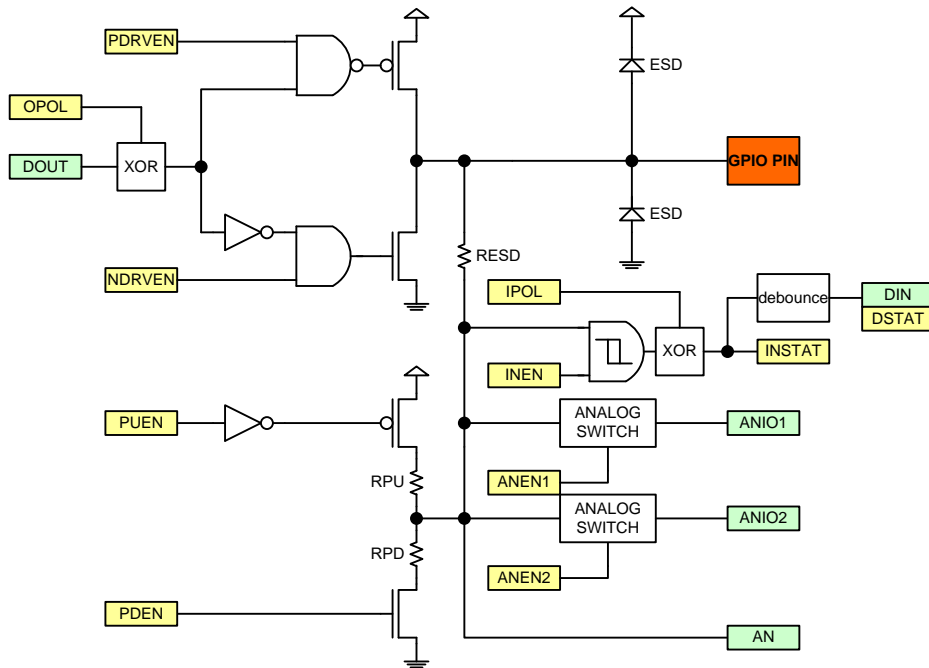 PDRVEN
ESD
OPOL
DOUT
XOR
GPIO PIN
ESD
RESD
NDRVEN
IPOL
debounce
DIN
DSTAT
XOR
INSTAT
INEN
PUEN
ANALOG
SWITCH
ANIO1
RPU
ANEN1
ANALOG
SWITCH
ANIO2
RPD
ANEN2
PDEN
AN